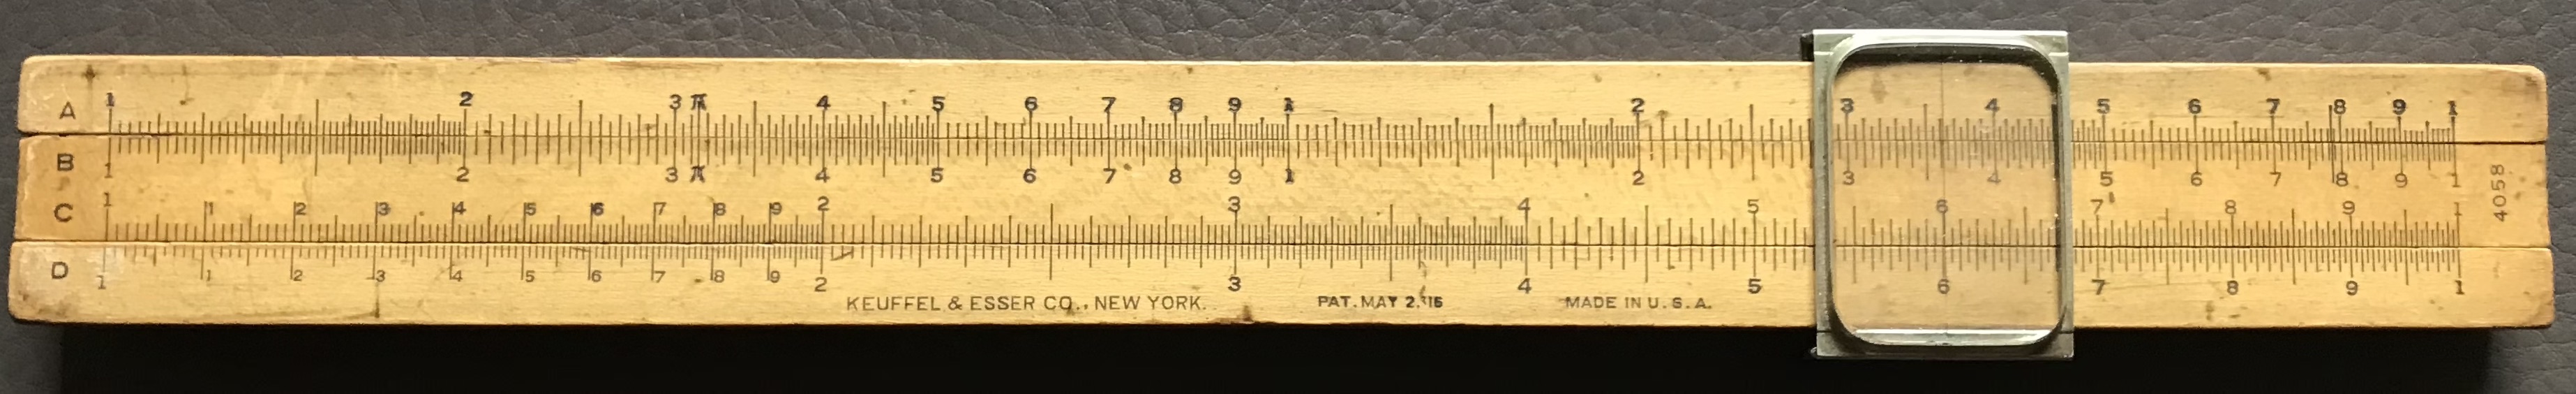 A 1 2 3 π 4 5 6 7 8 9 1 2 3 4 5 6 7 8 9 1
B 1 2 3 π 4 5 6 7 8 9 1 2 3 4 5 6 7 8 9 1
C 1 1 2 3 4 5 6 7 8 9 2 3 4 5 6 7 8 9 1
4058
D 1 1 2 3 4 5 6 7 8 9 2 3 4 5 6 7 8 9 1
KEUFFEL & ESSER CO., NEW YORK. PAT. MAY 2,'16 MADE IN U.S.A.